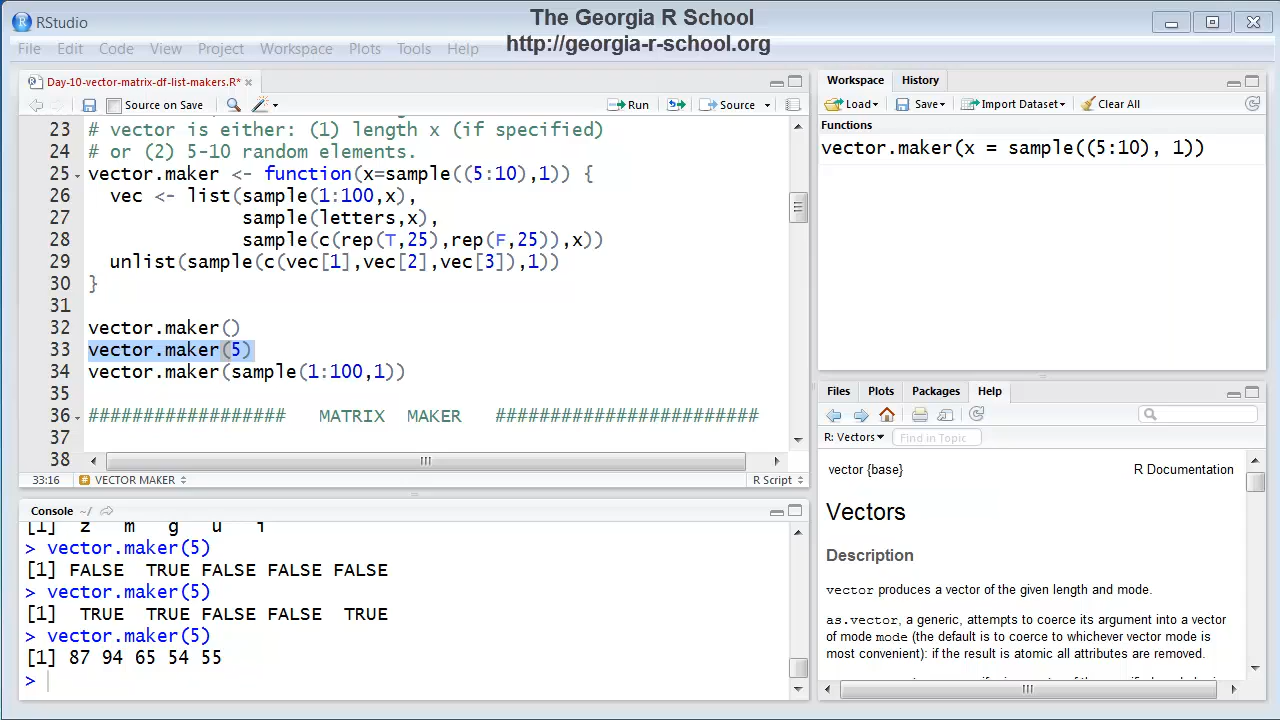 The Georgia R School
RStudio
http://georgia-r-school.org
File Edit Code View Project Workspace Plots Tools Help
Day-10-vector-matrix-df-list-makers.R*
Source on Save Run Source
23 # vector is either: (1) length x (if specified)
24 # or (2) 5-10 random elements.
25 vector.maker <- function(x=sample((5:10),1)) {
26 vec <- list(sample(1:100,x),
27 sample(letters,x),
28 sample(c(rep(T,25),rep(F,25)),x))
29 unlist(sample(c(vec[1],vec[2],vec[3]),1))
30 }
31
32 vector.maker()
33 vector.maker(5)
34 vector.maker(sample(1:100,1))
35
36 ################## MATRIX MAKER ########################
37
38
33:16 VECTOR MAKER R Script
Console ~/
[1] z m g u i
> vector.maker(5)
[1] FALSE TRUE FALSE FALSE FALSE
> vector.maker(5)
[1] TRUE TRUE FALSE FALSE TRUE
> vector.maker(5)
[1] 87 94 65 54 55
>
Workspace History
Load Save Import Dataset Clear All
Functions
vector.maker(x = sample((5:10), 1))
Files Plots Packages Help
R: Vectors Find in Topic
vector {base} R Documentation
Vectors
Description
vector produces a vector of the given length and mode.
as.vector, a generic, attempts to coerce its argument into a vector
of mode mode (the default is to coerce to whichever vector mode is
most convenient): if the result is atomic all attributes are removed.